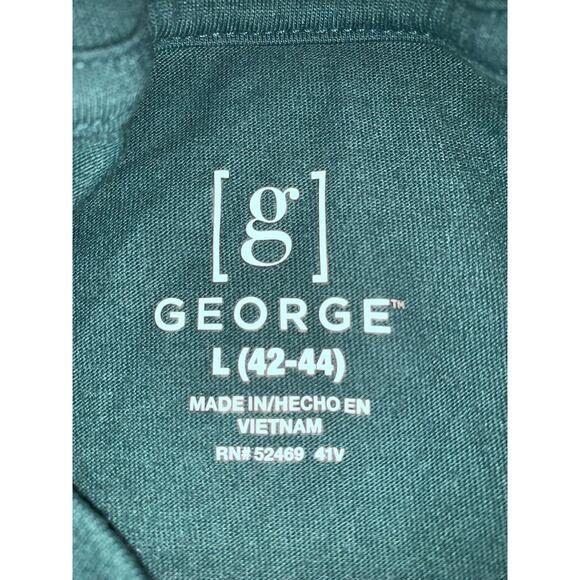 [g]
GEORGE™
L (42-44)
MADE IN/HECHO EN
VIETNAM
RN# 52469 41V